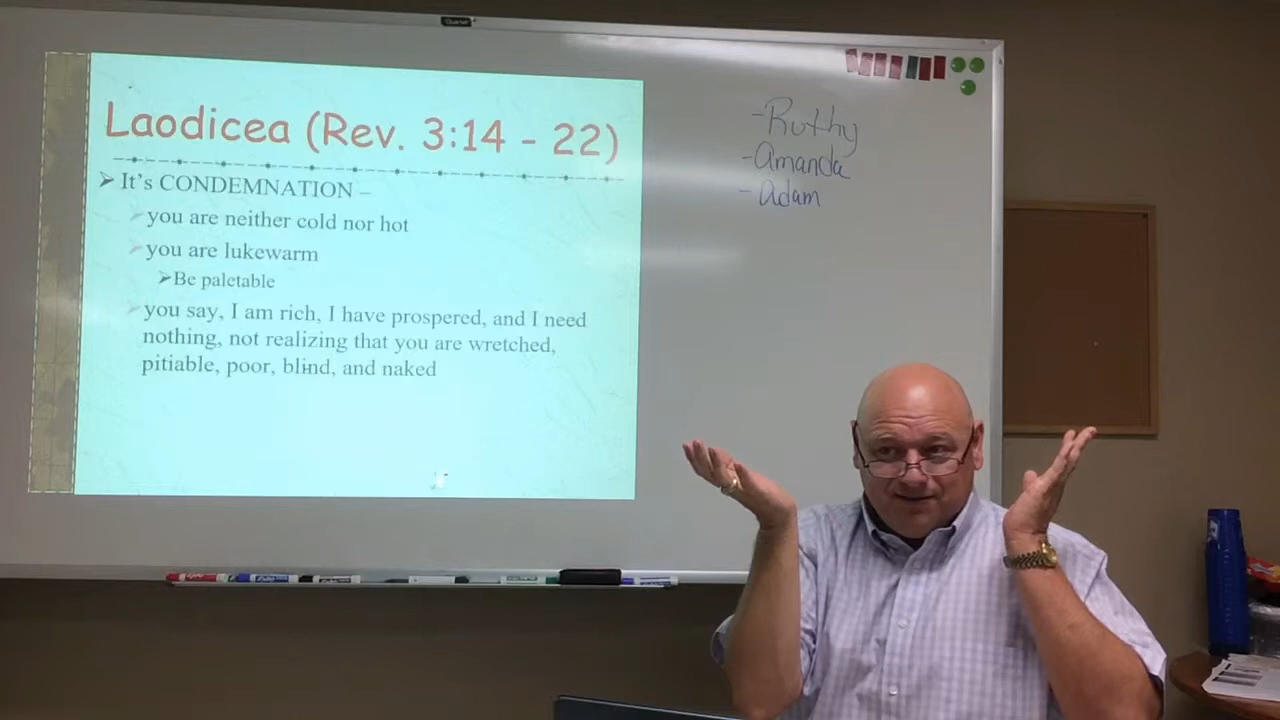 Quartet
Laodicea (Rev. 3:14 - 22)
It's CONDEMNATION –
you are neither cold nor hot
you are lukewarm
Be paletable
you say, I am rich, I have prospered, and I need
nothing, not realizing that you are wretched,
pitiable, poor, blind, and naked
-Ruthy
-Amanda
-Adam